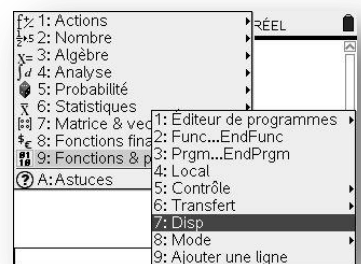 RÉEL
1: Actions
2: Nombre
3: Algèbre
4: Analyse
5: Probabilité
6: Statistiques
7: Matrice & vec
8: Fonctions fina
9: Fonctions & p
A: Astuces
1: Éditeur de programmes
2: Func...EndFunc
3: Prgm...EndPrgm
4: Local
5: Contrôle
6: Transfert
7: Disp
8: Mode
9: Ajouter une ligne